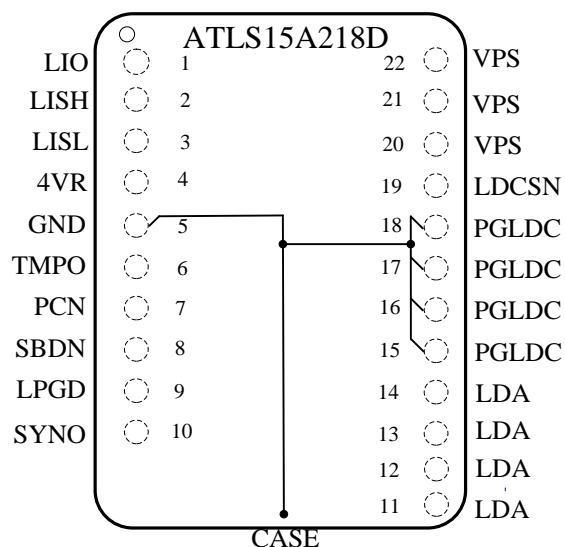 ATLS15A218D
LIO 1 22 VPS
LISH 2 21 VPS
LISL 3 20 VPS
4VR 4 19 LDCSN
GND 5 18 PGLDC
TMPO 6 17 PGLDC
PCN 7 16 PGLDC
SBDN 8 15 PGLDC
LPGD 9 14 LDA
SYNO 10 13 LDA
12 LDA
11 LDA
CASE